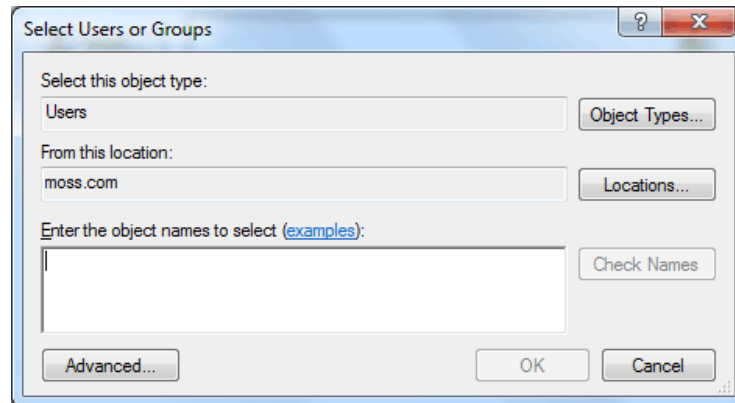 Select Users or Groups
Select this object type:
Users
Object Types...
From this location:
moss.com
Locations...
Enter the object names to select (examples):
Check Names
Advanced...
OK
Cancel